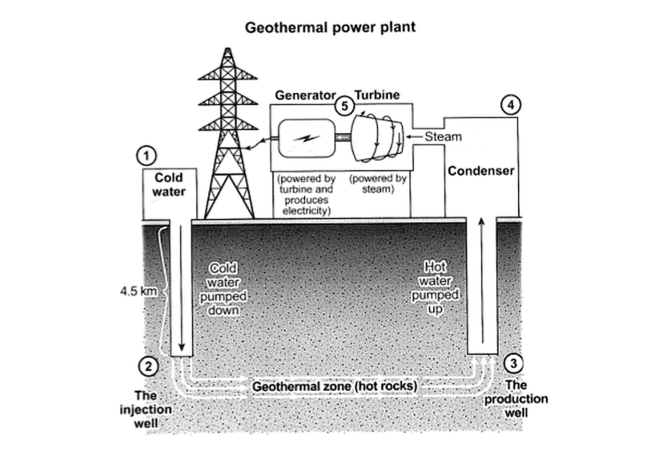 Geothermal power plant
Generator
5
Turbine
4
1
Steam
Cold
water
Condenser
(powered by
turbine and
produces
electricity)
(powered by
steam)
4.5 km
Cold
water
pumped
down
Hot
water
pumped
up
2
The
injection
well
Geothermal zone (hot rocks)
3
The
production
well